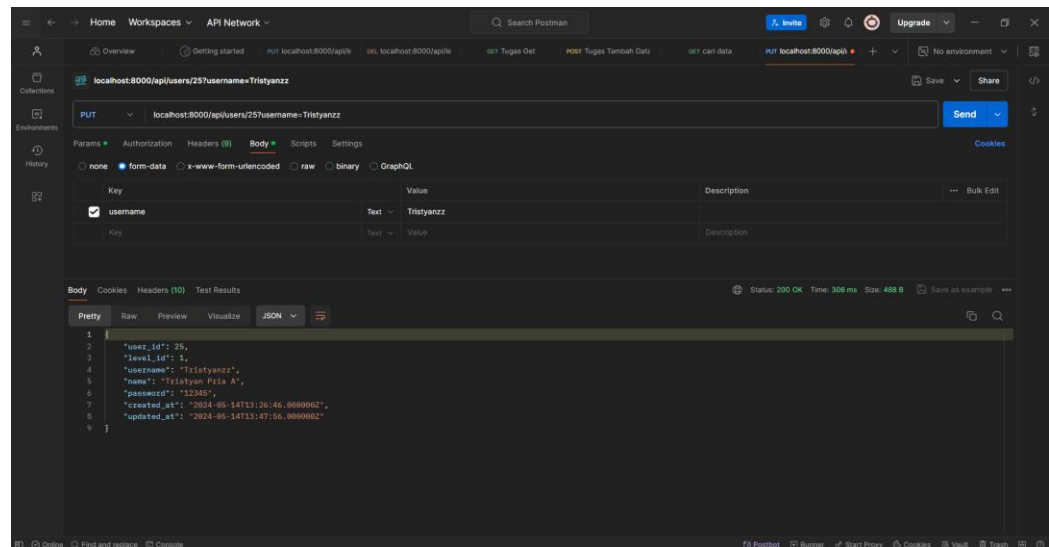 Home Workspaces API Network Search Postman Invite Upgrade
Overview Getting started PUT localhost:8000/api/k DEL localhost:8000/api/le GET Tugas Get POST Tugas Tambah Data GET cari data PUT localhost:8000/api/k No environment
localhost:8000/api/users/25?username=Tristyanzz Save Share
Collections
PUT localhost:8000/api/users/25?username=Tristyanzz Send
Environments
Params Authorization Headers (9) Body Scripts Settings Cookies
History
none form-data x-www-form-urlencoded raw binary GraphQL
Key Value Description Bulk Edit
username Text Tristyanzz
Key Text Value Description
Body Cookies Headers (10) Test Results Status: 200 OK Time: 306 ms Size: 488 B Save as example
Pretty Raw Preview Visualize JSON
1 {
2 "user_id": 25,
3 "level_id": 1,
4 "username": "Tristyanzz",
5 "nama": "Tristyan Pria A",
6 "password": "12345",
7 "created_at": "2024-05-14T13:26:46.000000Z",
8 "updated_at": "2024-05-14T13:47:56.000000Z"
9 }
Online Find and replace Console Postbot Runner Start Proxy Cookies Vault Trash